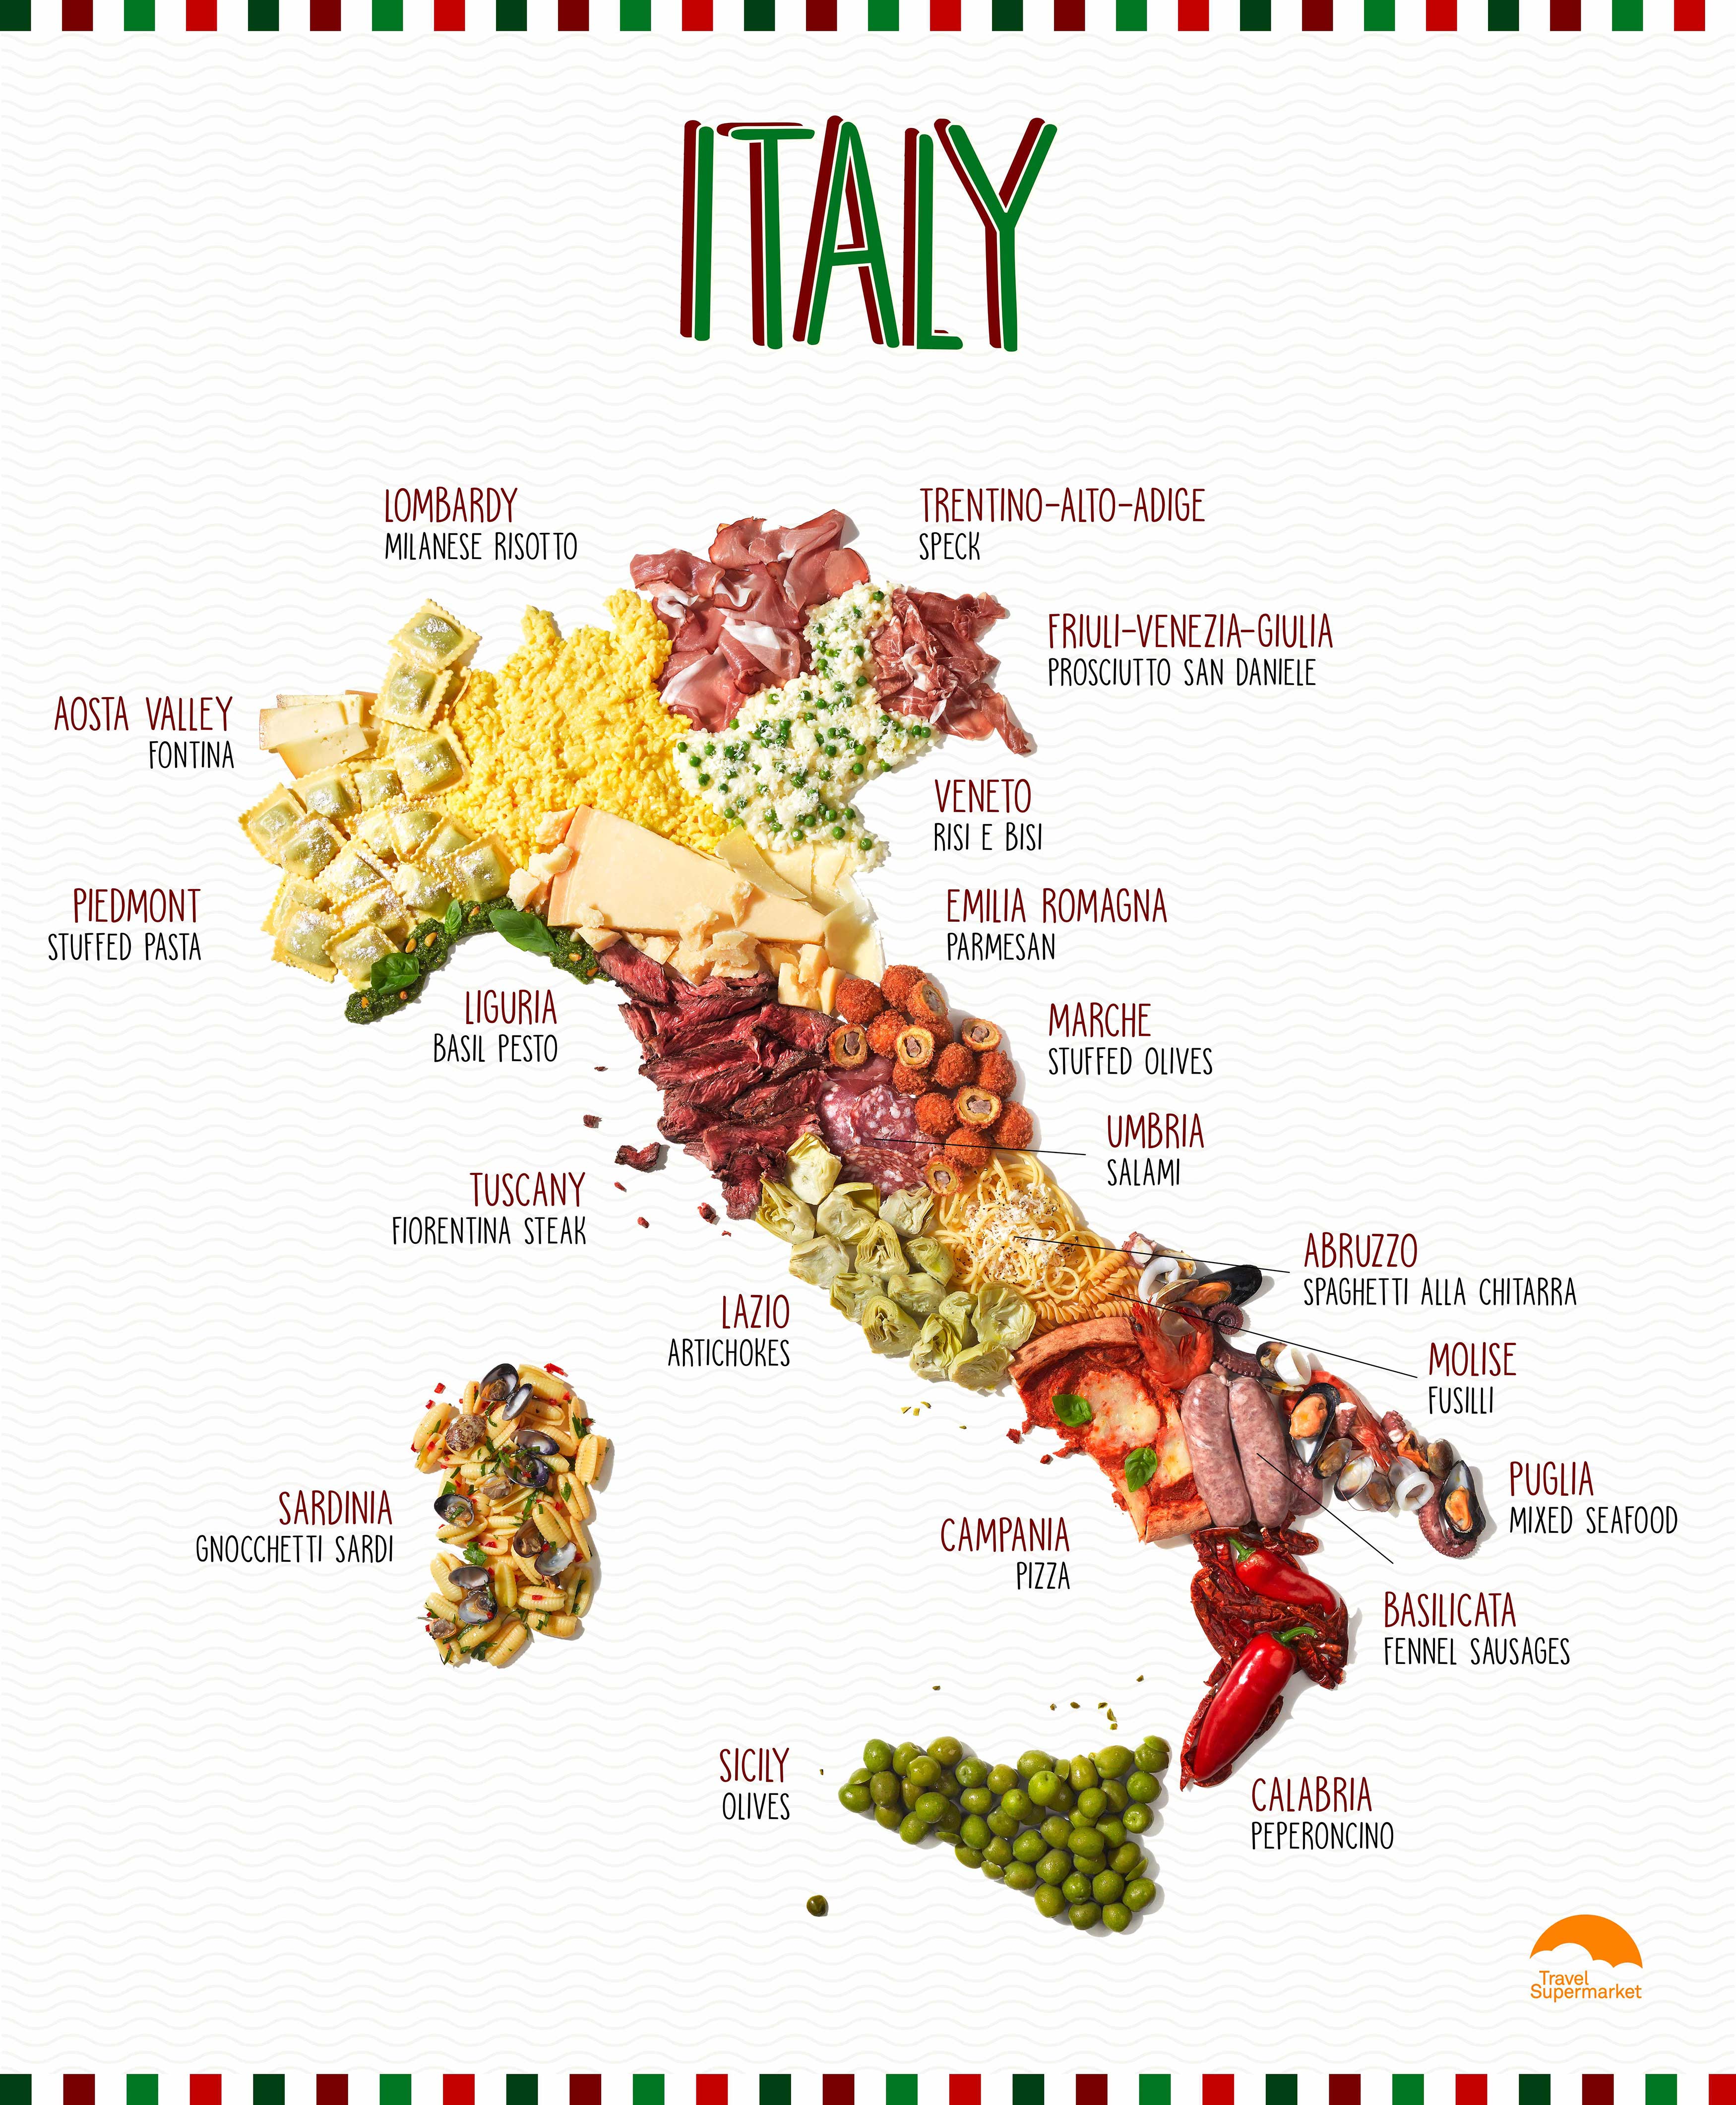 ITALY
LOMBARDY
MILANESE RISOTTO
TRENTINO-ALTO-ADIGE
SPECK
FRIULI-VENEZIA-GIULIA
PROSCIUTTO SAN DANIELE
AOSTA VALLEY
FONTINA
VENETO
RISI E BISI
PIEDMONT
STUFFED PASTA
EMILIA ROMAGNA
PARMESAN
LIGURIA
BASIL PESTO
MARCHE
STUFFED OLIVES
UMBRIA
SALAMI
TUSCANY
FIORENTINA STEAK
ABRUZZO
SPAGHETTI ALLA CHITARRA
LAZIO
ARTICHOKES
MOLISE
FUSILLI
PUGLIA
MIXED SEAFOOD
SARDINIA
GNOCCHETTI SARDI
CAMPANIA
PIZZA
BASILICATA
FENNEL SAUSAGES
SICILY
OLIVES
CALABRIA
PEPERONCINO
Travel
Supermarket